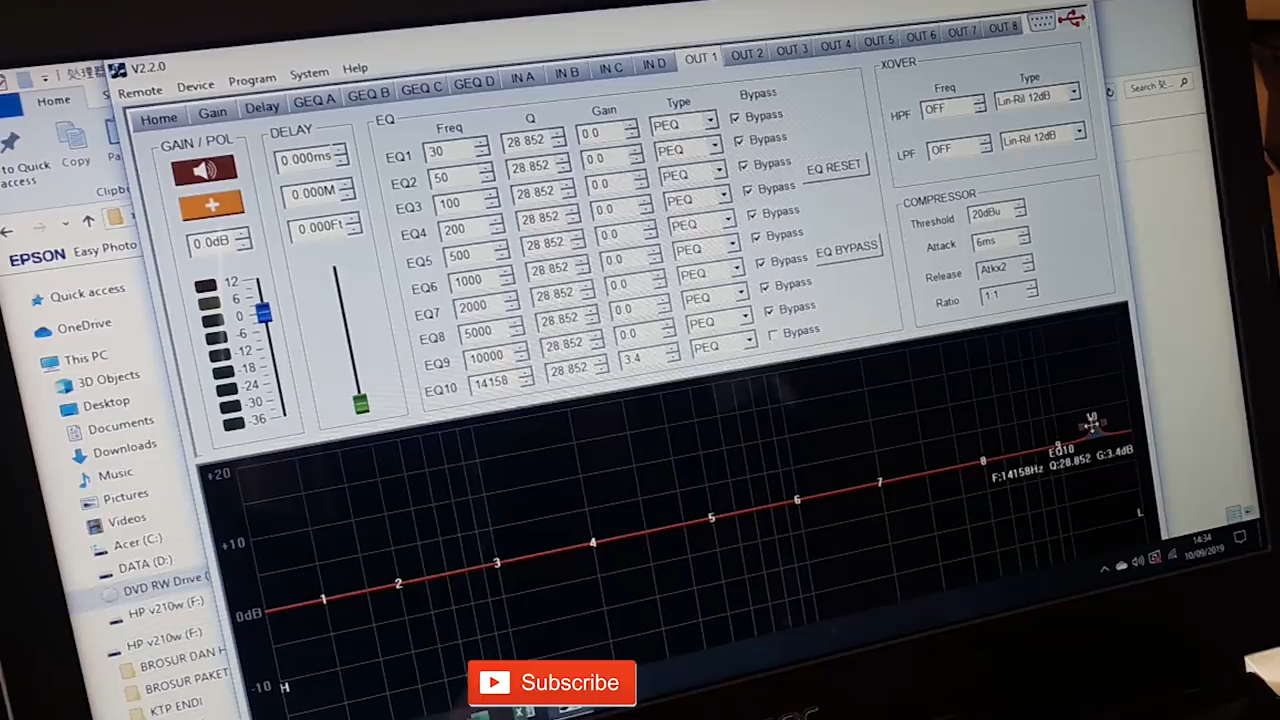 V2.2.0
Remote Device Program System Help
Home Gain Delay GEQ A GEQ B GEQ C GEQ D IN A IN B IN C IN D OUT 1 OUT 2 OUT 3 OUT 4 OUT 5 OUT 6 OUT 7 OUT 8
GAIN / POL
0.0dB
12
6
0
-6
-12
-18
-24
-30
-36
DELAY
0.000ms
0.000M
0.000Ft
EQ
Freq Q Gain Type Bypass
EQ1 30 28.852 0.0 PEQ Bypass
EQ2 50 28.852 0.0 PEQ Bypass
EQ3 100 28.852 0.0 PEQ Bypass
EQ4 200 28.852 0.0 PEQ Bypass
EQ5 500 28.852 0.0 PEQ Bypass
EQ6 1000 28.852 0.0 PEQ Bypass
EQ7 2000 28.852 0.0 PEQ Bypass
EQ8 5000 28.852 0.0 PEQ Bypass
EQ9 10000 28.852 0.0 PEQ Bypass
EQ10 14158 28.852 3.4 PEQ Bypass
EQ RESET
EQ BYPASS
XOVER
Freq Type
HPF OFF Lin-Ril 12dB
LPF OFF Lin-Ril 12dB
COMPRESSOR
Threshold 20dBu
Attack 6ms
Release Atkx2
Ratio 1:1
+20
+10
0dB
-10
H
1 2 3 4 5 6 7 8 9 10
EQ10
F:14158Hz Q:28.852 G:3.4dB
L
Home
to Quick access
Copy
EPSON Easy Photo
Quick access
OneDrive
This PC
3D Objects
Desktop
Documents
Downloads
Music
Pictures
Videos
Acer (C:)
DATA (D:)
DVD RW Drive (
HP v210w (F:)
HP v210w (F:)
BROSUR DAN H
BROSUR PAKET
KTP ENDI
Search
14:34
10/09/2019
Subscribe